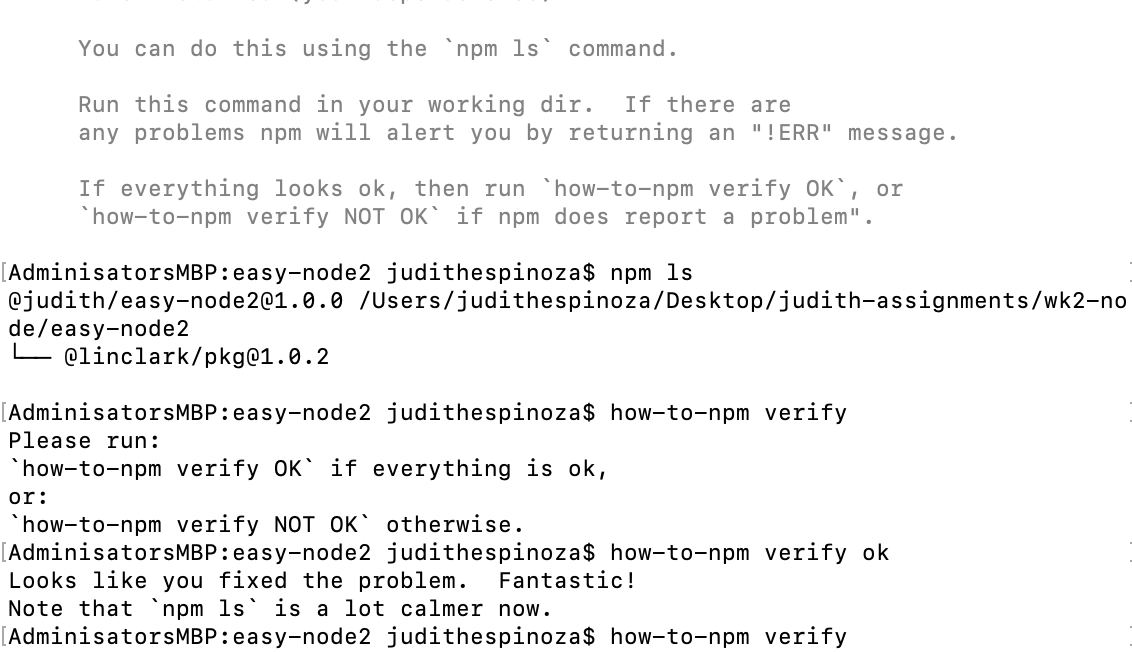 You can do this using the `npm ls` command.
Run this command in your working dir.  If there are
any problems npm will alert you by returning an "!ERR" message.
If everything looks ok, then run `how-to-npm verify OK`, or
`how-to-npm verify NOT OK` if npm does report a problem".
[AdminisatorsMBP:easy-node2 judithespinoza$ npm ls
@judith/easy-node2@1.0.0 /Users/judithespinoza/Desktop/judith-assignments/wk2-no
de/easy-node2
└── @linclark/pkg@1.0.2
[AdminisatorsMBP:easy-node2 judithespinoza$ how-to-npm verify
Please run:
`how-to-npm verify OK` if everything is ok,
or:
`how-to-npm verify NOT OK` otherwise.
[AdminisatorsMBP:easy-node2 judithespinoza$ how-to-npm verify ok
Looks like you fixed the problem.  Fantastic!
Note that `npm ls` is a lot calmer now.
[AdminisatorsMBP:easy-node2 judithespinoza$ how-to-npm verify